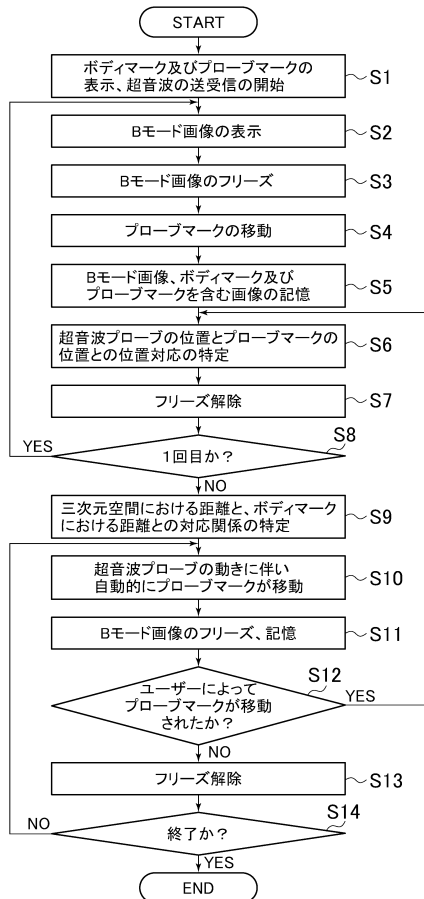 START
ボディマーク及びプローブマークの
表示、超音波の送受信の開始
S1
Bモード画像の表示
S2
Bモード画像のフリーズ
S3
プローブマークの移動
S4
Bモード画像、ボディマーク及び
プローブマークを含む画像の記憶
S5
超音波プローブの位置とプローブマークの
位置との位置対応の特定
S6
フリーズ解除
S7
S8
YES
1回目か？
NO
三次元空間における距離と、ボディマーク
における距離との対応関係の特定
S9
超音波プローブの動きに伴い
自動的にプローブマークが移動
S10
Bモード画像のフリーズ、記憶
S11
S12
ユーザーによって
プローブマークが移動
されたか？
YES
NO
フリーズ解除
S13
S14
NO
終了か？
YES
END